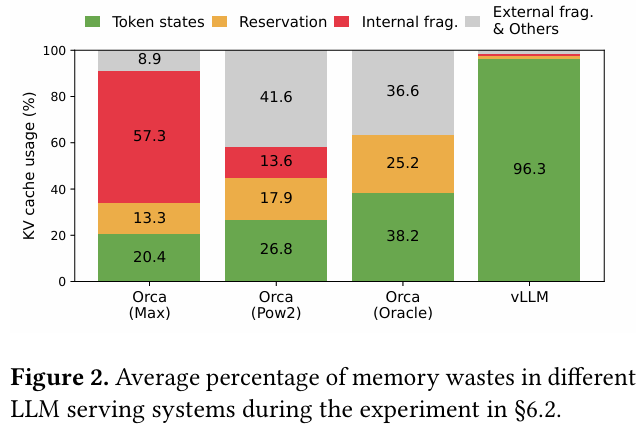 Token states Reservation Internal frag. External frag.
& Others
KV cache usage (%)
100
80
60
40
20
0
8.9
57.3
13.3
20.4
41.6
13.6
17.9
26.8
36.6
25.2
38.2
96.3
Orca
(Max)
Orca
(Pow2)
Orca
(Oracle)
vLLM
Figure 2. Average percentage of memory wastes in different
LLM serving systems during the experiment in §6.2.